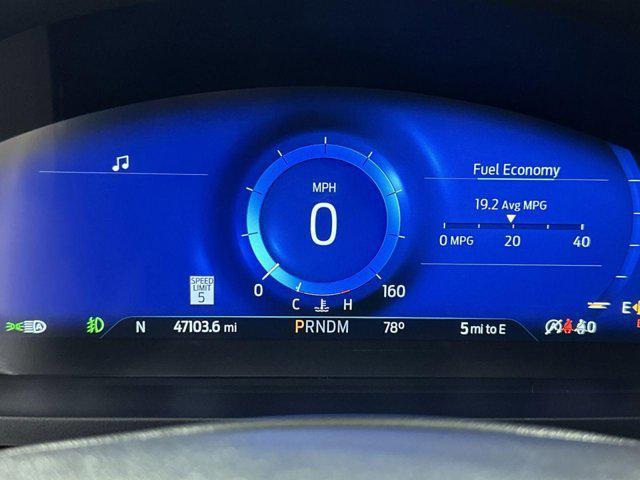 Fuel Economy
MPH
19.2 Avg MPG
0
0 MPG 20 40
SPEED
LIMIT
5
0 160
C H
E
A
N 47103.6 mi PRNDM 78° 5 mi to E